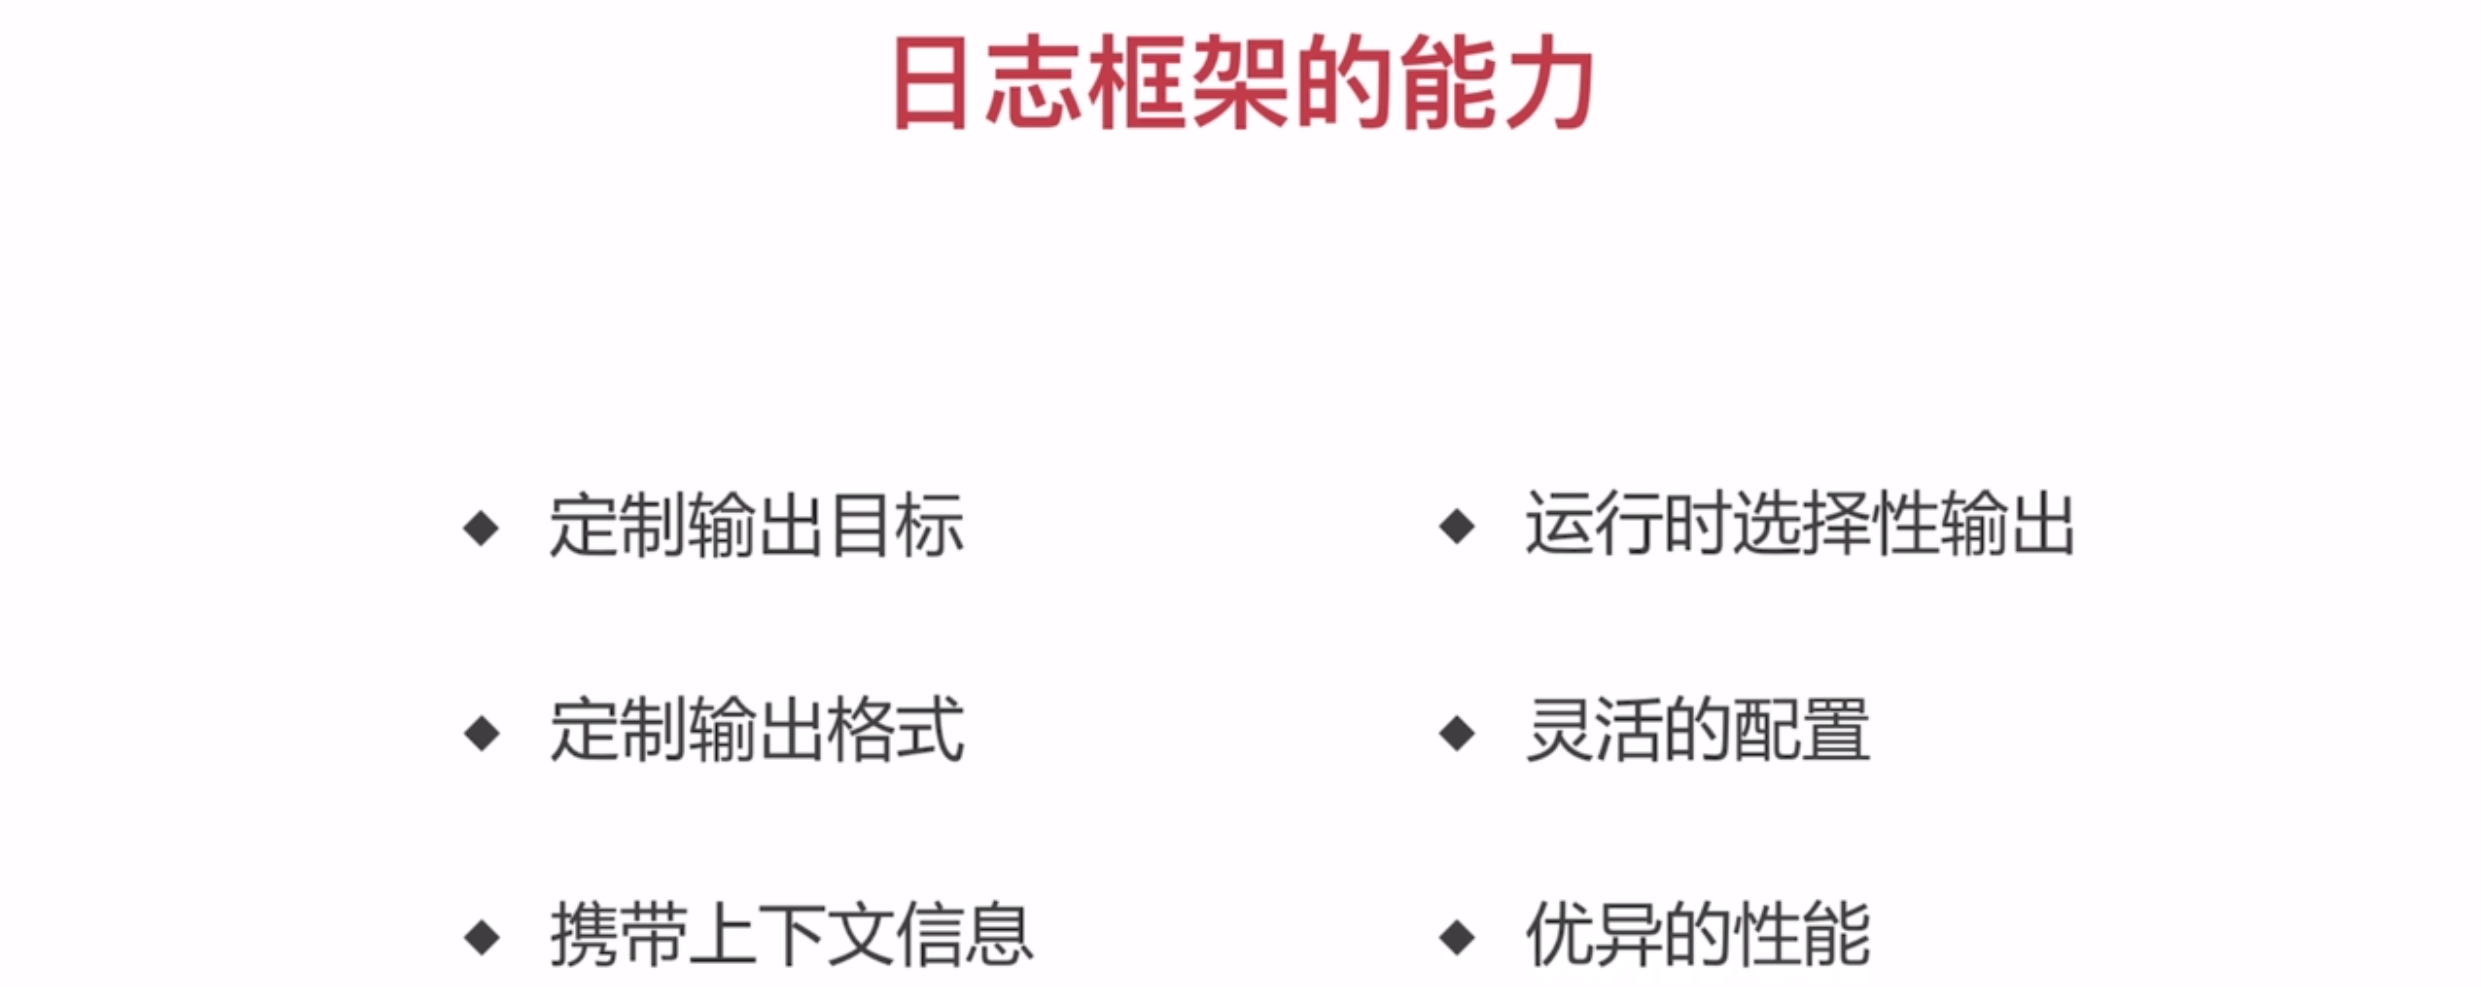 日志框架的能力
◆ 定制输出目标
◆ 定制输出格式
◆ 携带上下文信息
◆ 运行时选择性输出
◆ 灵活的配置
◆ 优异的性能